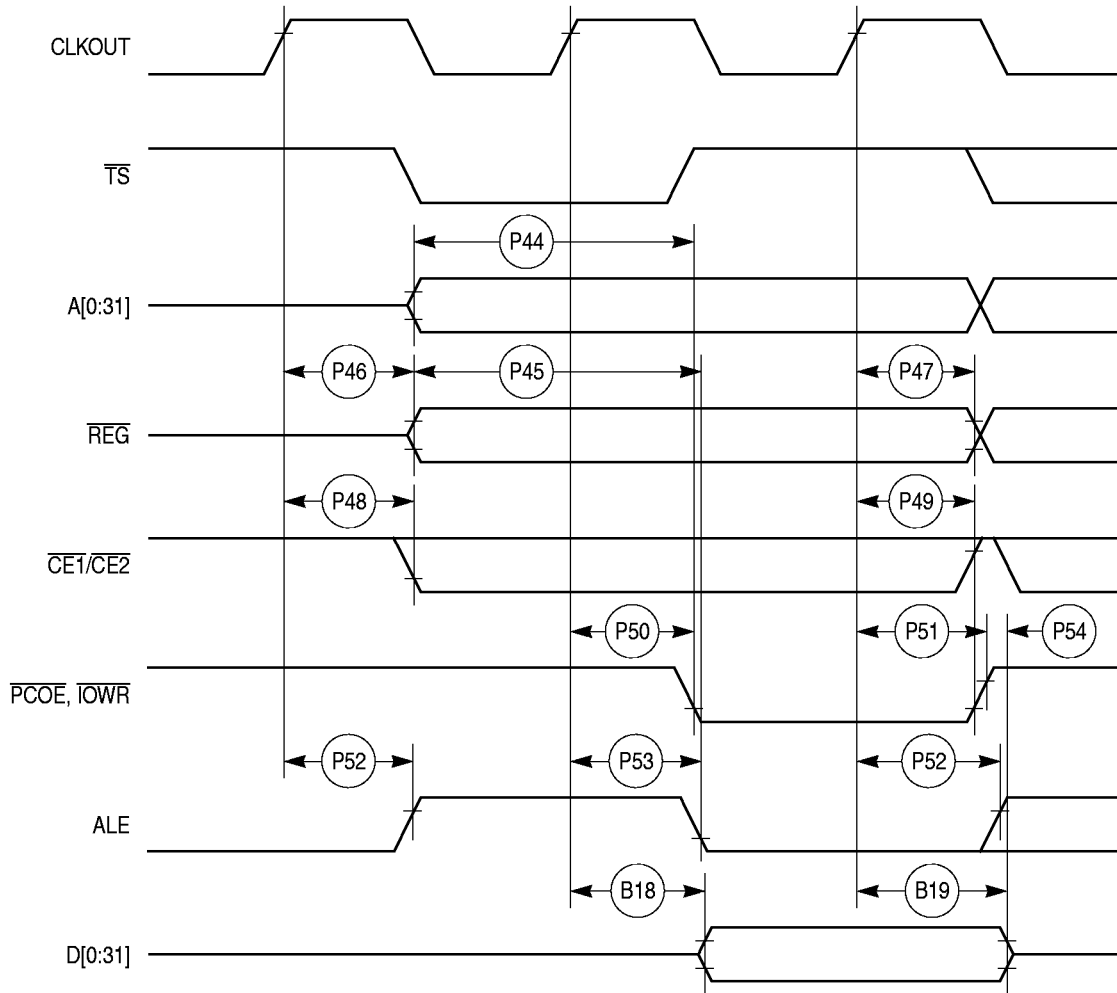 CLKOUT
TS
P44
A[0:31]
P46 P45 P47
REG
P48 P49
CE1/CE2
P50 P51 P54
PCOE, IOWR
P52 P53 P52
ALE
B18 B19
D[0:31]